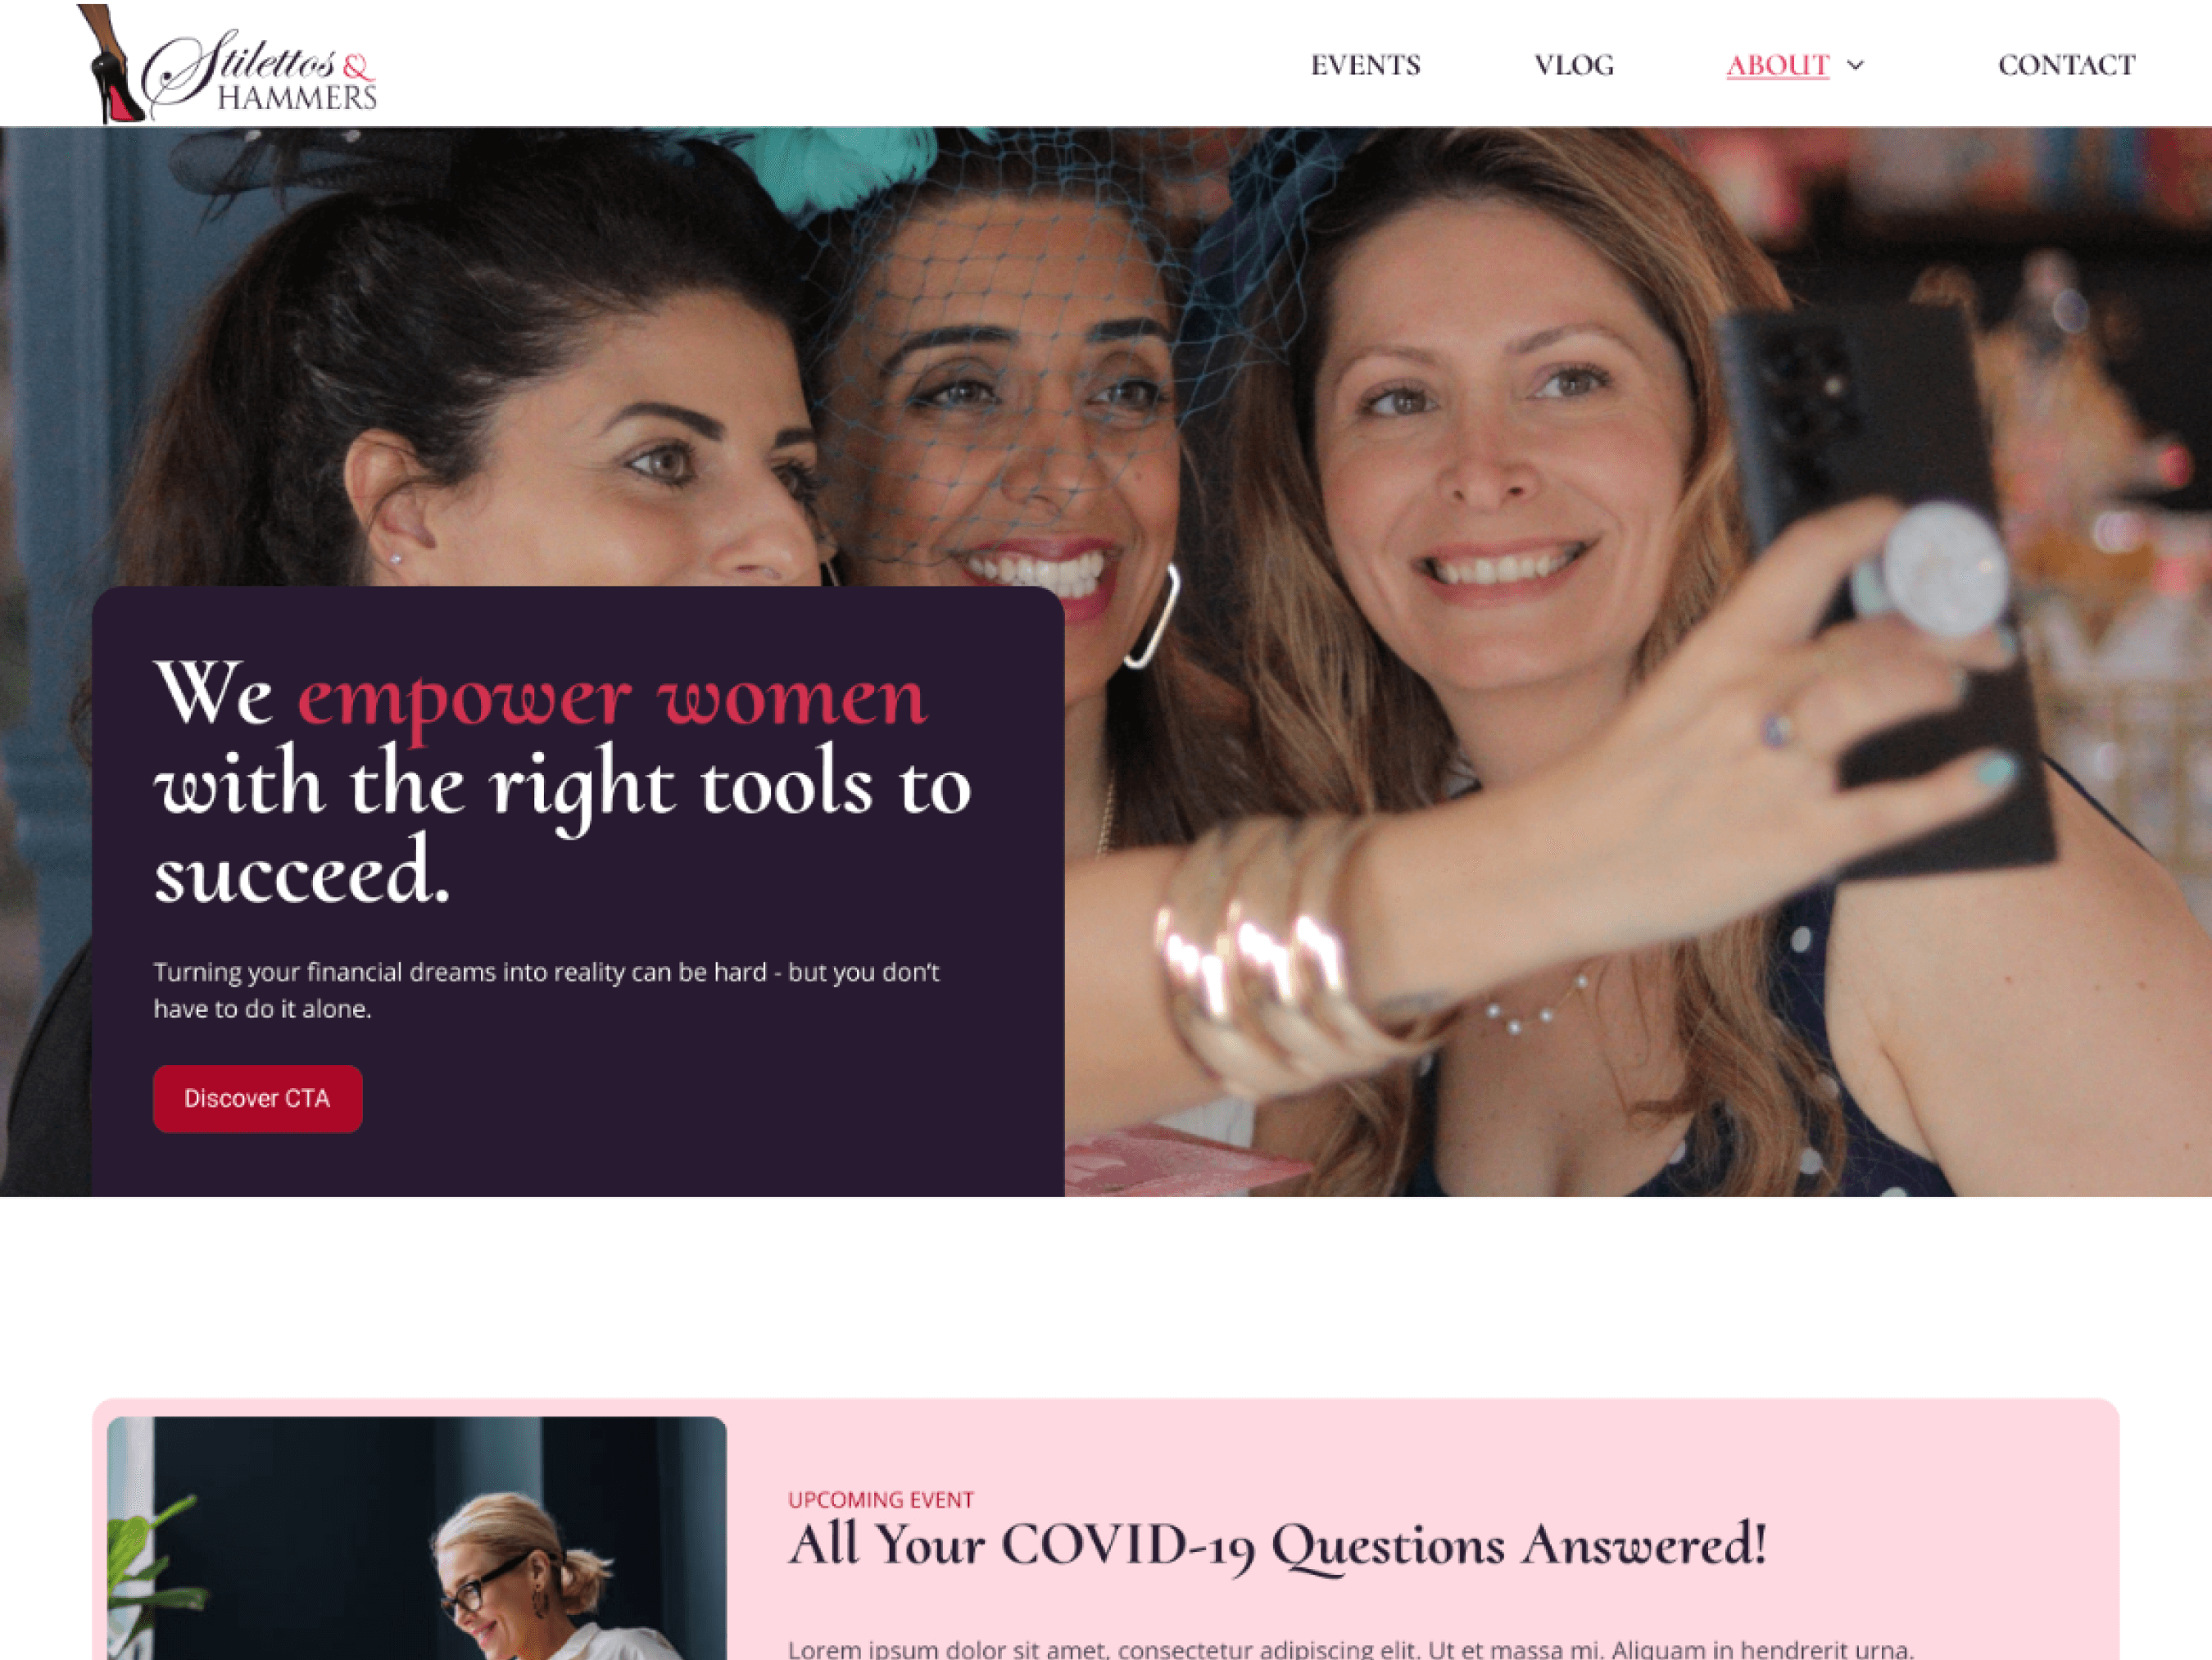 Stilettos &
HAMMERS
EVENTS VLOG ABOUT CONTACT
We empower women
with the right tools to
succeed.
Turning your financial dreams into reality can be hard - but you don't
have to do it alone.
Discover CTA
UPCOMING EVENT
All Your COVID-19 Questions Answered!
Lorem ipsum dolor sit amet, consectetur adipiscing elit. Ut et massa mi. Aliquam in hendrerit urna.